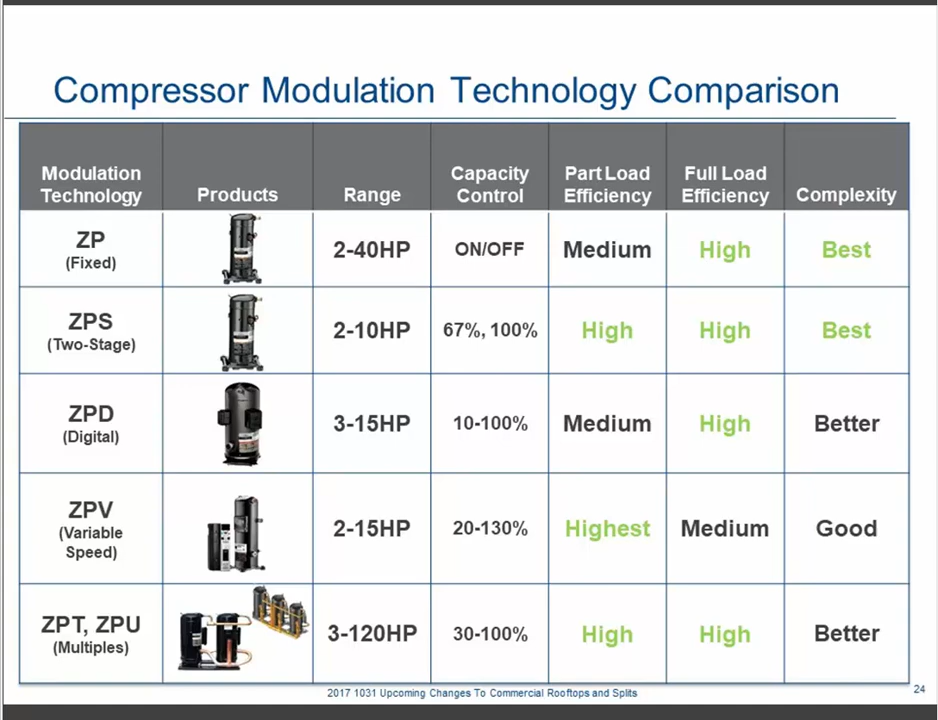 Compressor Modulation Technology Comparison
Modulation Technology Products Range Capacity Control Part Load Efficiency Full Load Efficiency Complexity
ZP (Fixed) 2-40HP ON/OFF Medium High Best
ZPS (Two-Stage) 2-10HP 67%, 100% High High Best
ZPD (Digital) 3-15HP 10-100% Medium High Better
ZPV (Variable Speed) 2-15HP 20-130% Highest Medium Good
ZPT, ZPU (Multiples) 3-120HP 30-100% High High Better
2017 1031 Upcoming Changes To Commercial Rooftops and Splits
24